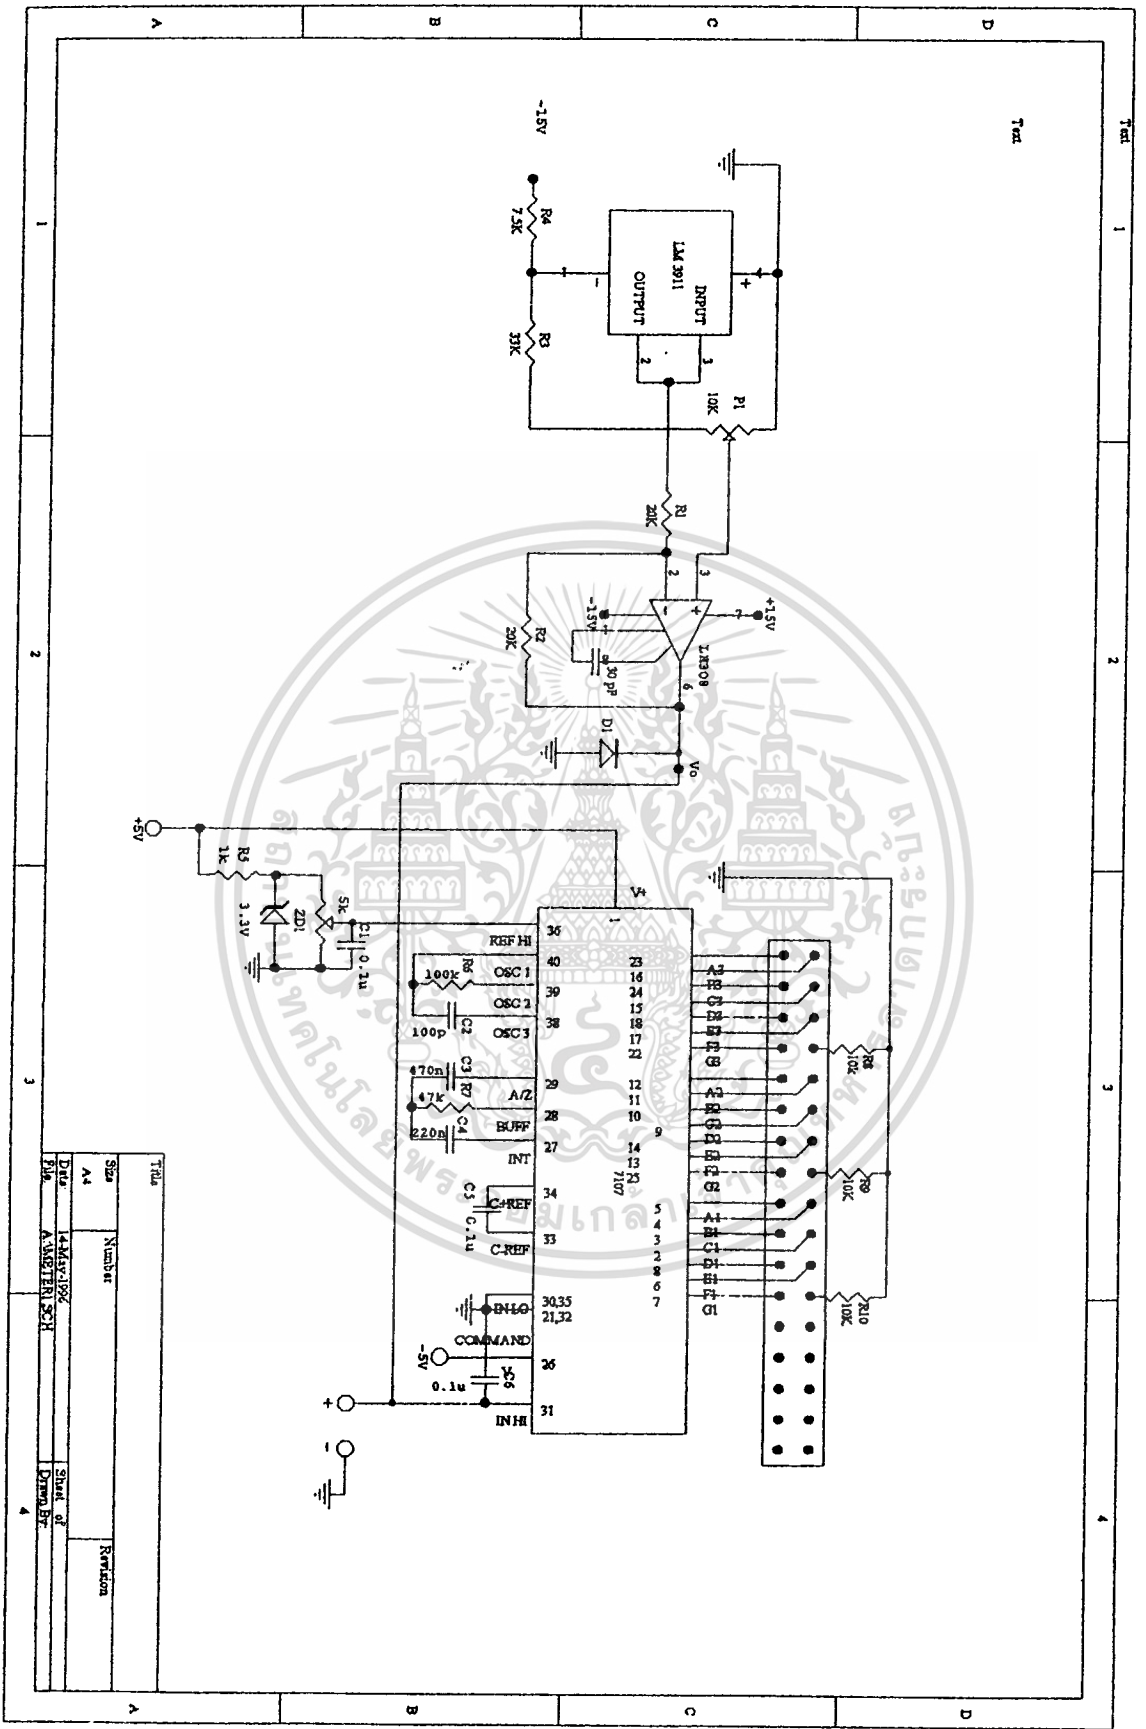 Text
Text
A
B
C
D
1
2
3
4
-15V
R4
7.5K
R3
33K
LM 3911
INPUT
OUTPUT
+
-
4
1
3
2
P1
10K
R1
20K
R2
20K
+15V
7
3
2
+
-
-15V
LM308
30 pF
6
D1
Vo
+5V
R5
1k
ZD1
3.3V
5k
C1
0.1u
V+
1
36
REF HI
40
OSC 1
R6
100k
39
OSC 2
C2
100p
38
OSC 3
470n
C3
29
A/Z
R7
47k
28
BUFF
C4
220n
27
INT
34
C+REF
C5
0.1u
33
C-REF
30,35
IN LO
21,32
COMMAND
-5V
26
0.1u
31
IN HI
+
-
7107
23
16
24
15
18
17
22
12
11
10
9
14
13
25
5
4
3
2
8
6
7
A3
B3
C3
D3
E3
F3
G3
A2
B2
C2
D2
E2
F2
G2
A1
B1
C1
D1
E1
F1
G1
R8
10k
R9
10K
R10
10K
Title
Size
A4
Number
Revision
Date:
14-May-1996
Sheet of
File:
Drawn By:
1
2
3
4
A
B
C
D